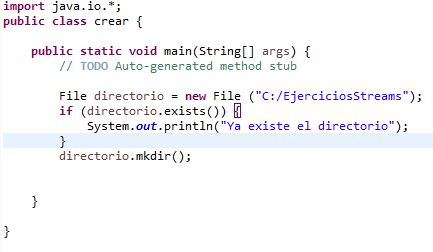 import java.io.*;
public class crear {
public static void main(String[] args) {
// TODO Auto-generated method stub
File directorio = new File ("C:/EjerciciosStreams");
if (directorio.exists()) {
System.out.println("Ya existe el directorio");
}
directorio.mkdir();
}
}